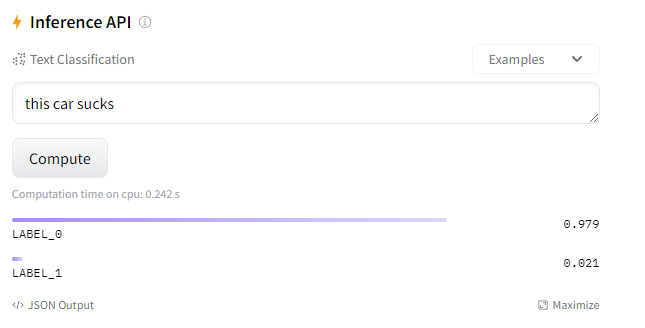 Inference API
Text Classification
Examples
this car sucks
Compute
Computation time on cpu: 0.242 s
0.979
LABEL_0
0.021
LABEL_1
</> JSON Output
Maximize